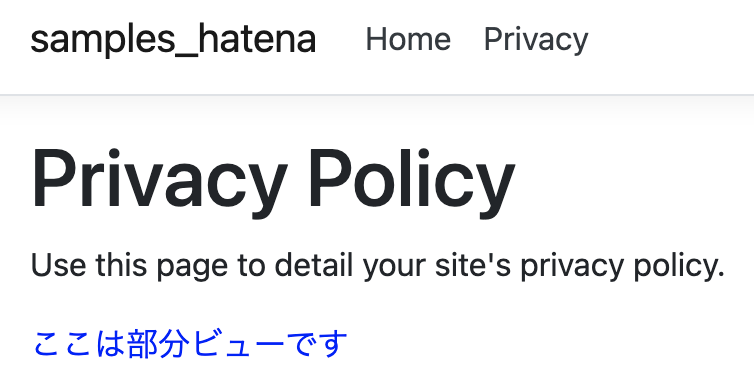 samples_hatena Home Privacy
Privacy Policy
Use this page to detail your site's privacy policy.
ここは部分ビューです